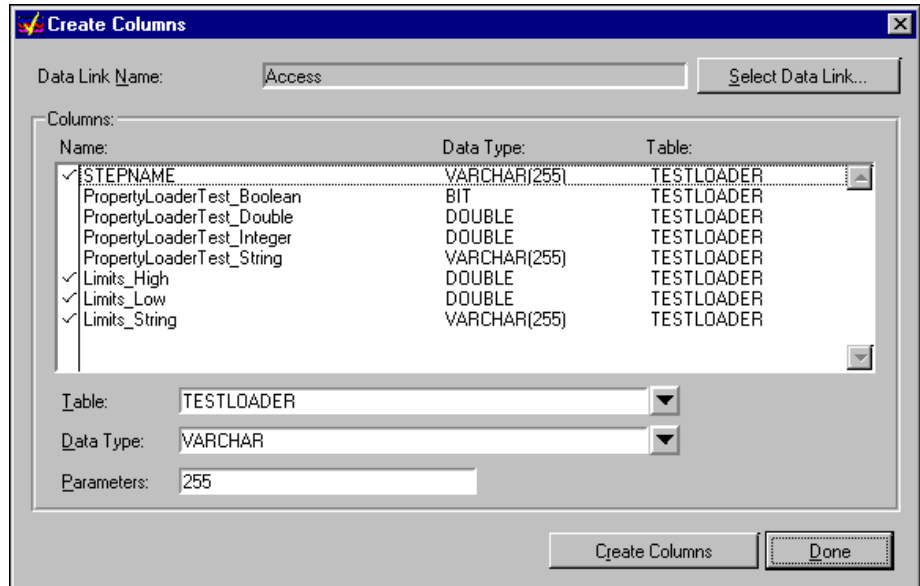 Create Columns
Data Link Name: Access Select Data Link...
Columns:
Name: Data Type: Table:
STEPNAME VARCHAR(255) TESTLOADER
PropertyLoaderTest_Boolean BIT TESTLOADER
PropertyLoaderTest_Double DOUBLE TESTLOADER
PropertyLoaderTest_Integer DOUBLE TESTLOADER
PropertyLoaderTest_String VARCHAR(255) TESTLOADER
Limits_High DOUBLE TESTLOADER
Limits_Low DOUBLE TESTLOADER
Limits_String VARCHAR(255) TESTLOADER
Table: TESTLOADER
Data Type: VARCHAR
Parameters: 255
Create Columns Done